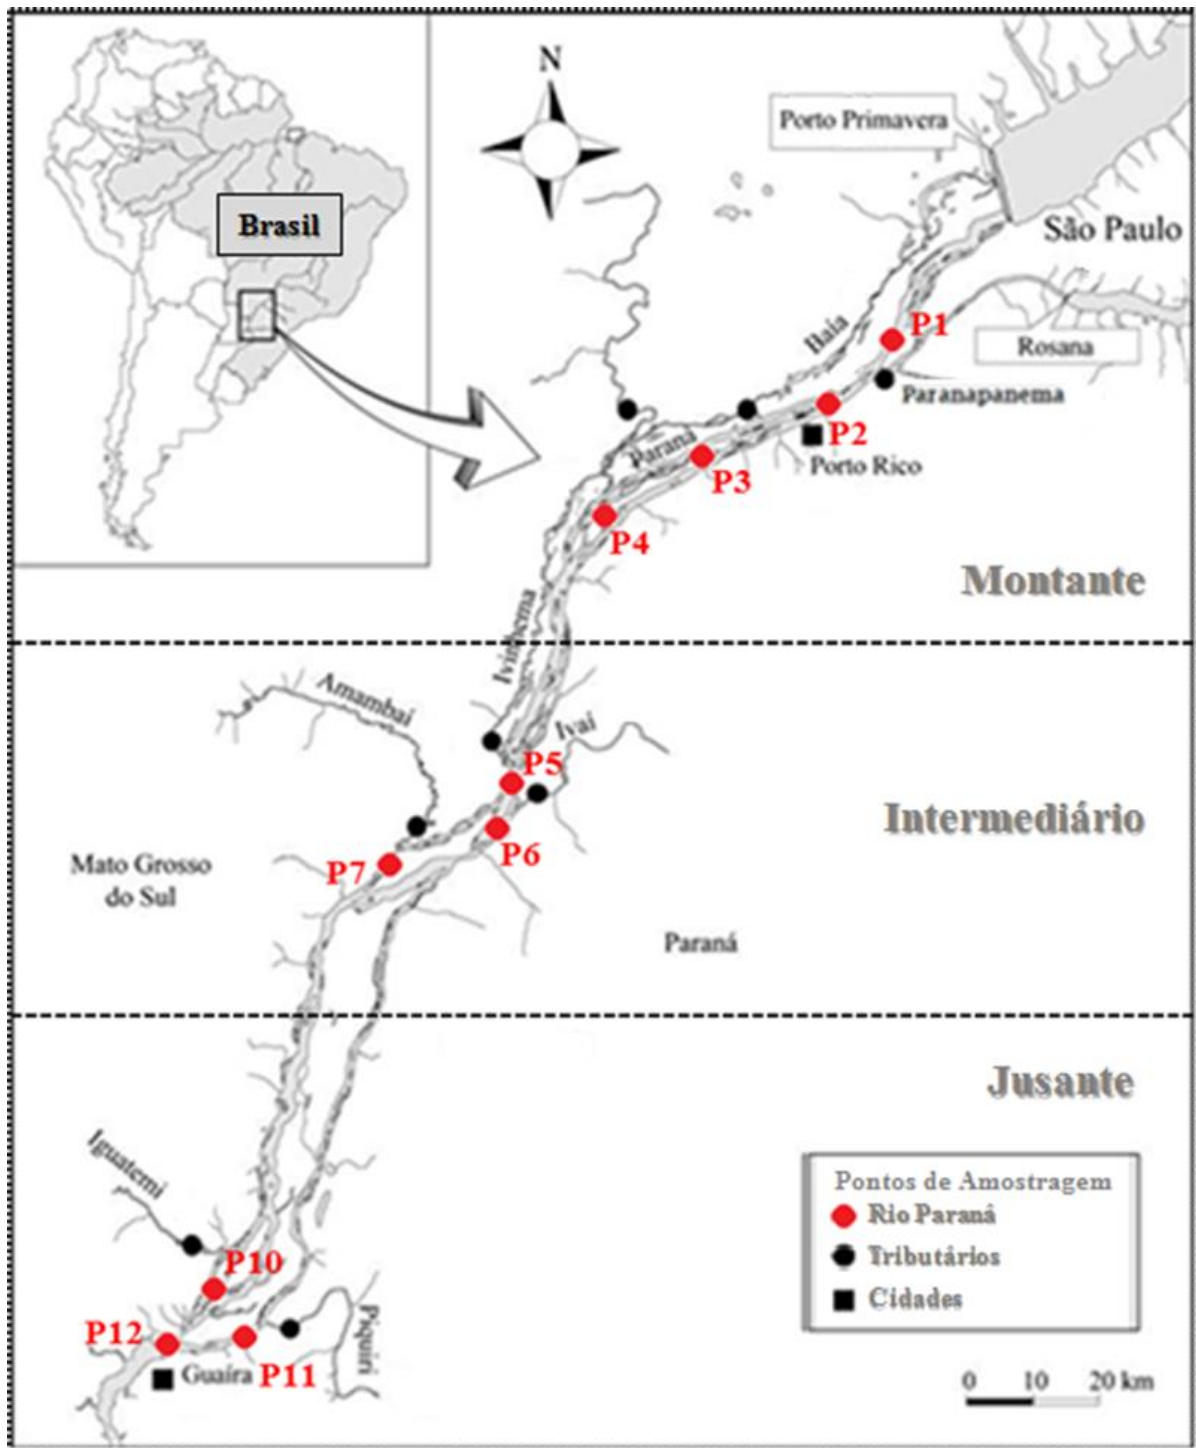 N
Porto Primavera
Brasil
São Paulo
P1
Baía
Rosana
Paranapanema
P2
Paraná
Porto Rico
P3
P4
Montante
Ivinhema
Amambaí
Ivaí
P5
Intermediário
P6
Mato Grosso
do Sul
P7
Paraná
Jusante
Iguatemi
Pontos de Amostragem
Rio Paraná
P10
Tributários
Cidades
P12
Piquiri
Guaíra
P11
0 10 20 km